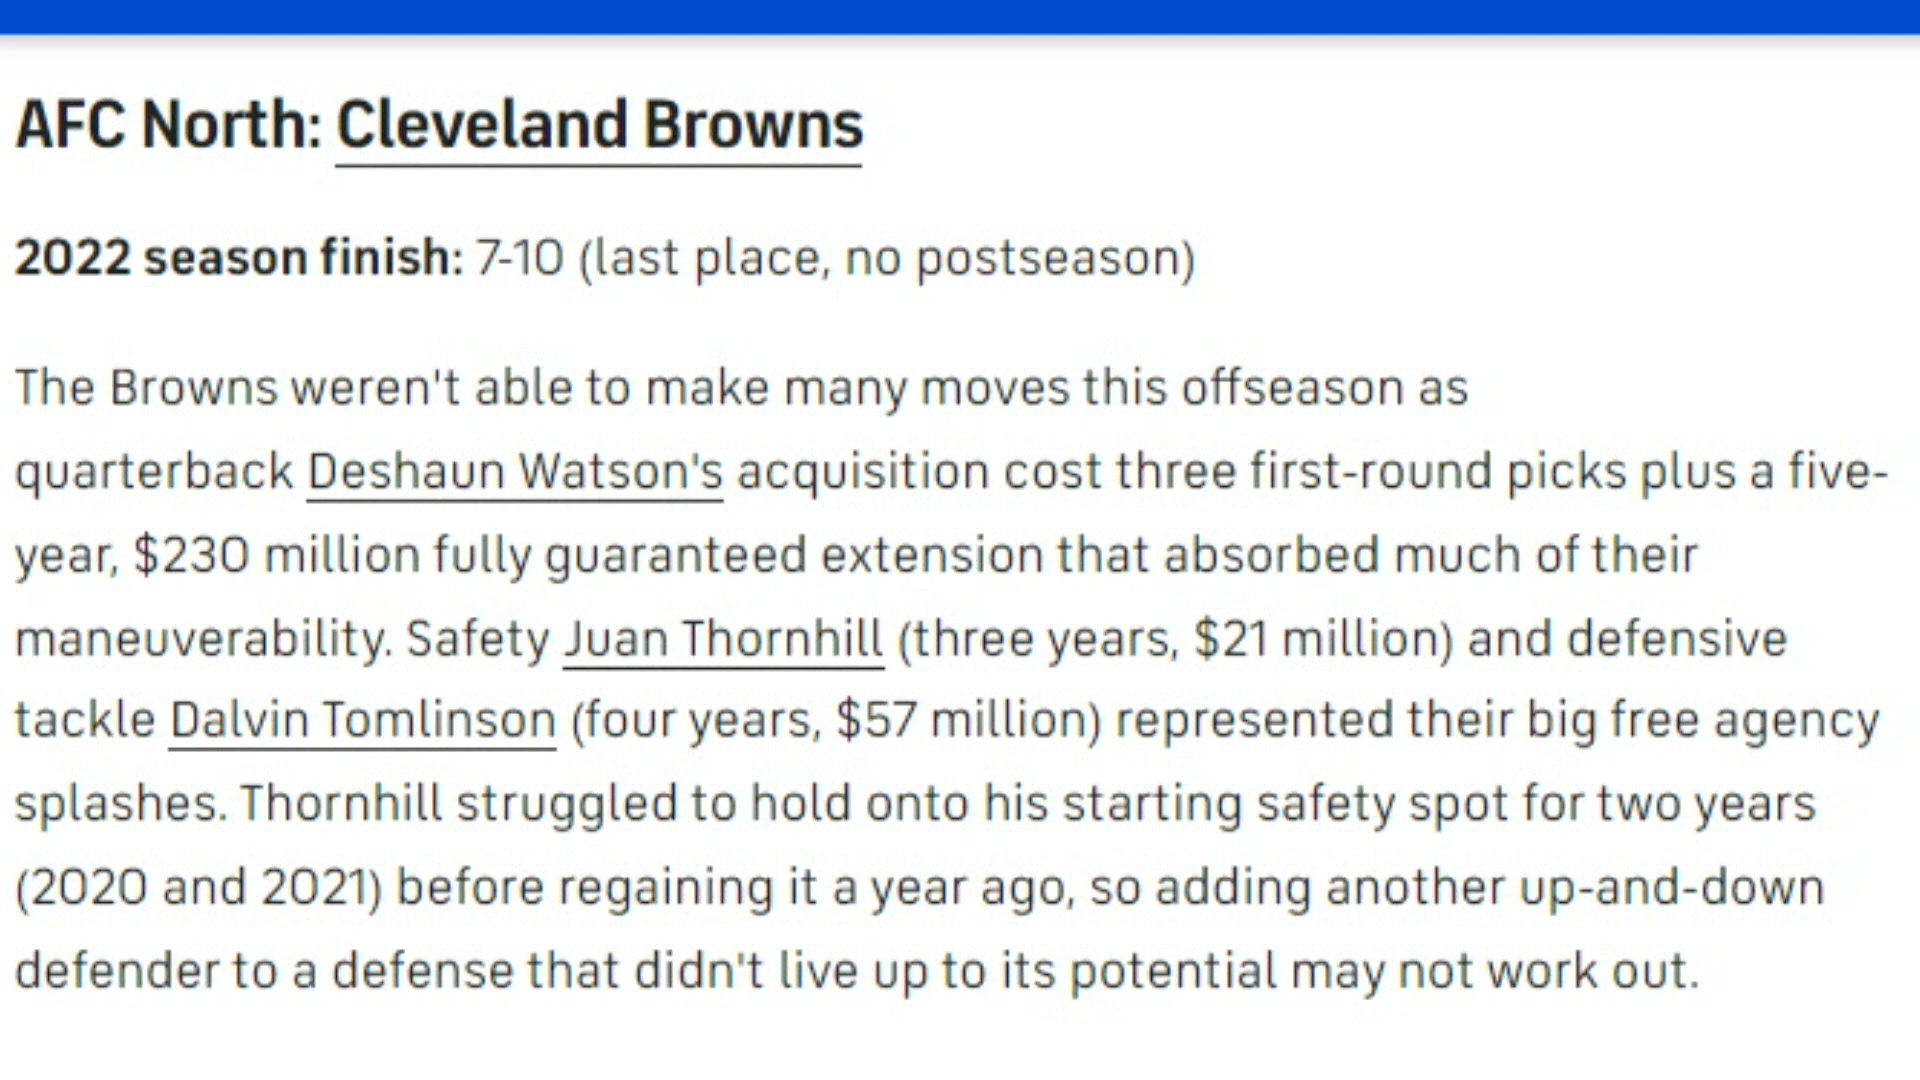 AFC North: Cleveland Browns
2022 season finish: 7-10 (last place, no postseason)
The Browns weren't able to make many moves this offseason as
quarterback Deshaun Watson's acquisition cost three first-round picks plus a five-
year, $230 million fully guaranteed extension that absorbed much of their
maneuverability. Safety Juan Thornhill (three years, $21 million) and defensive
tackle Dalvin Tomlinson (four years, $57 million) represented their big free agency
splashes. Thornhill struggled to hold onto his starting safety spot for two years
(2020 and 2021) before regaining it a year ago, so adding another up-and-down
defender to a defense that didn't live up to its potential may not work out.